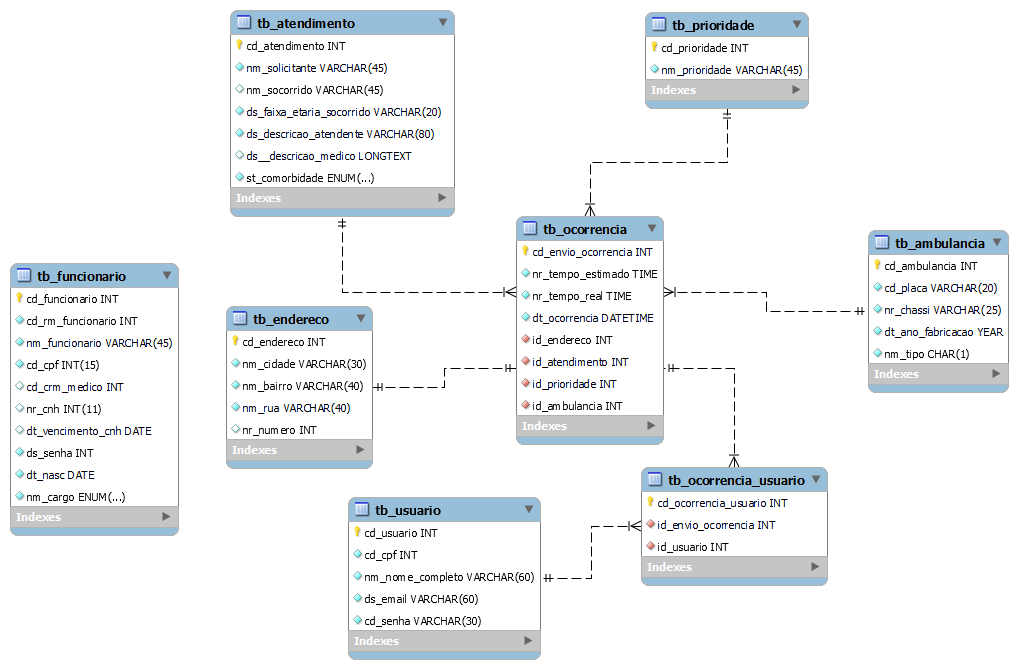 tb_atendimento
cd_atendimento INT
nm_solicitante VARCHAR(45)
nm_socorrido VARCHAR(45)
ds_faixa_etaria_socorrido VARCHAR(20)
ds_descricao_atendente VARCHAR(80)
ds__descricao_medico LONGTEXT
st_comorbidade ENUM(...)
Indexes
tb_prioridade
cd_prioridade INT
nm_prioridade VARCHAR(45)
Indexes
tb_ocorrencia
cd_envio_ocorrencia INT
nr_tempo_estimado TIME
nr_tempo_real TIME
dt_ocorrencia DATETIME
id_endereco INT
id_atendimento INT
id_prioridade INT
id_ambulancia INT
Indexes
tb_ambulancia
cd_ambulancia INT
cd_placa VARCHAR(20)
nr_chassi VARCHAR(25)
dt_ano_fabricacao YEAR
nm_tipo CHAR(1)
Indexes
tb_funcionario
cd_funcionario INT
cd_rm_funcionario INT
nm_funcionario VARCHAR(45)
cd_cpf INT(15)
cd_crm_medico INT
nr_cnh INT(11)
dt_vencimento_cnh DATE
ds_senha INT
dt_nasc DATE
nm_cargo ENUM(...)
Indexes
tb_endereco
cd_endereco INT
nm_cidade VARCHAR(30)
nm_bairro VARCHAR(40)
nm_rua VARCHAR(40)
nr_numero INT
Indexes
tb_ocorrencia_usuario
cd_ocorrencia_usuario INT
id_envio_ocorrencia INT
id_usuario INT
Indexes
tb_usuario
cd_usuario INT
cd_cpf INT
nm_nome_completo VARCHAR(60)
ds_email VARCHAR(60)
cd_senha VARCHAR(30)
Indexes